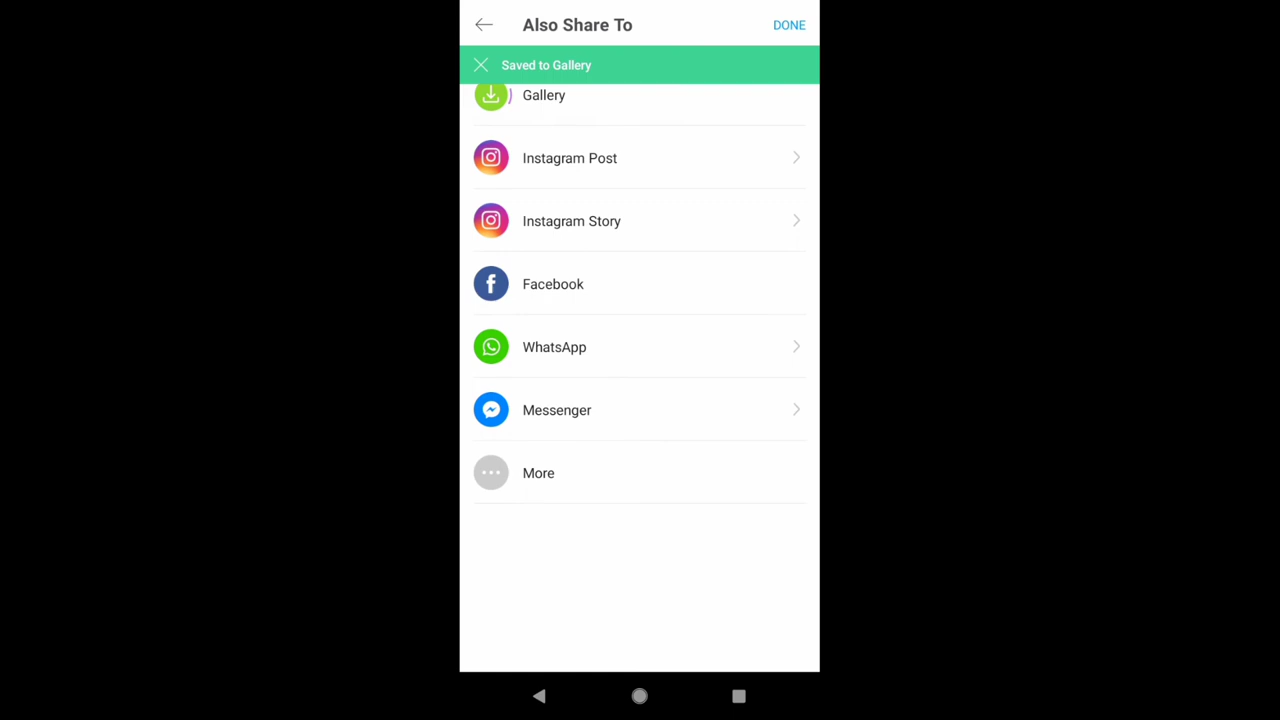 Also Share To
DONE
Saved to Gallery
Gallery
Instagram Post
Instagram Story
Facebook
WhatsApp
Messenger
More